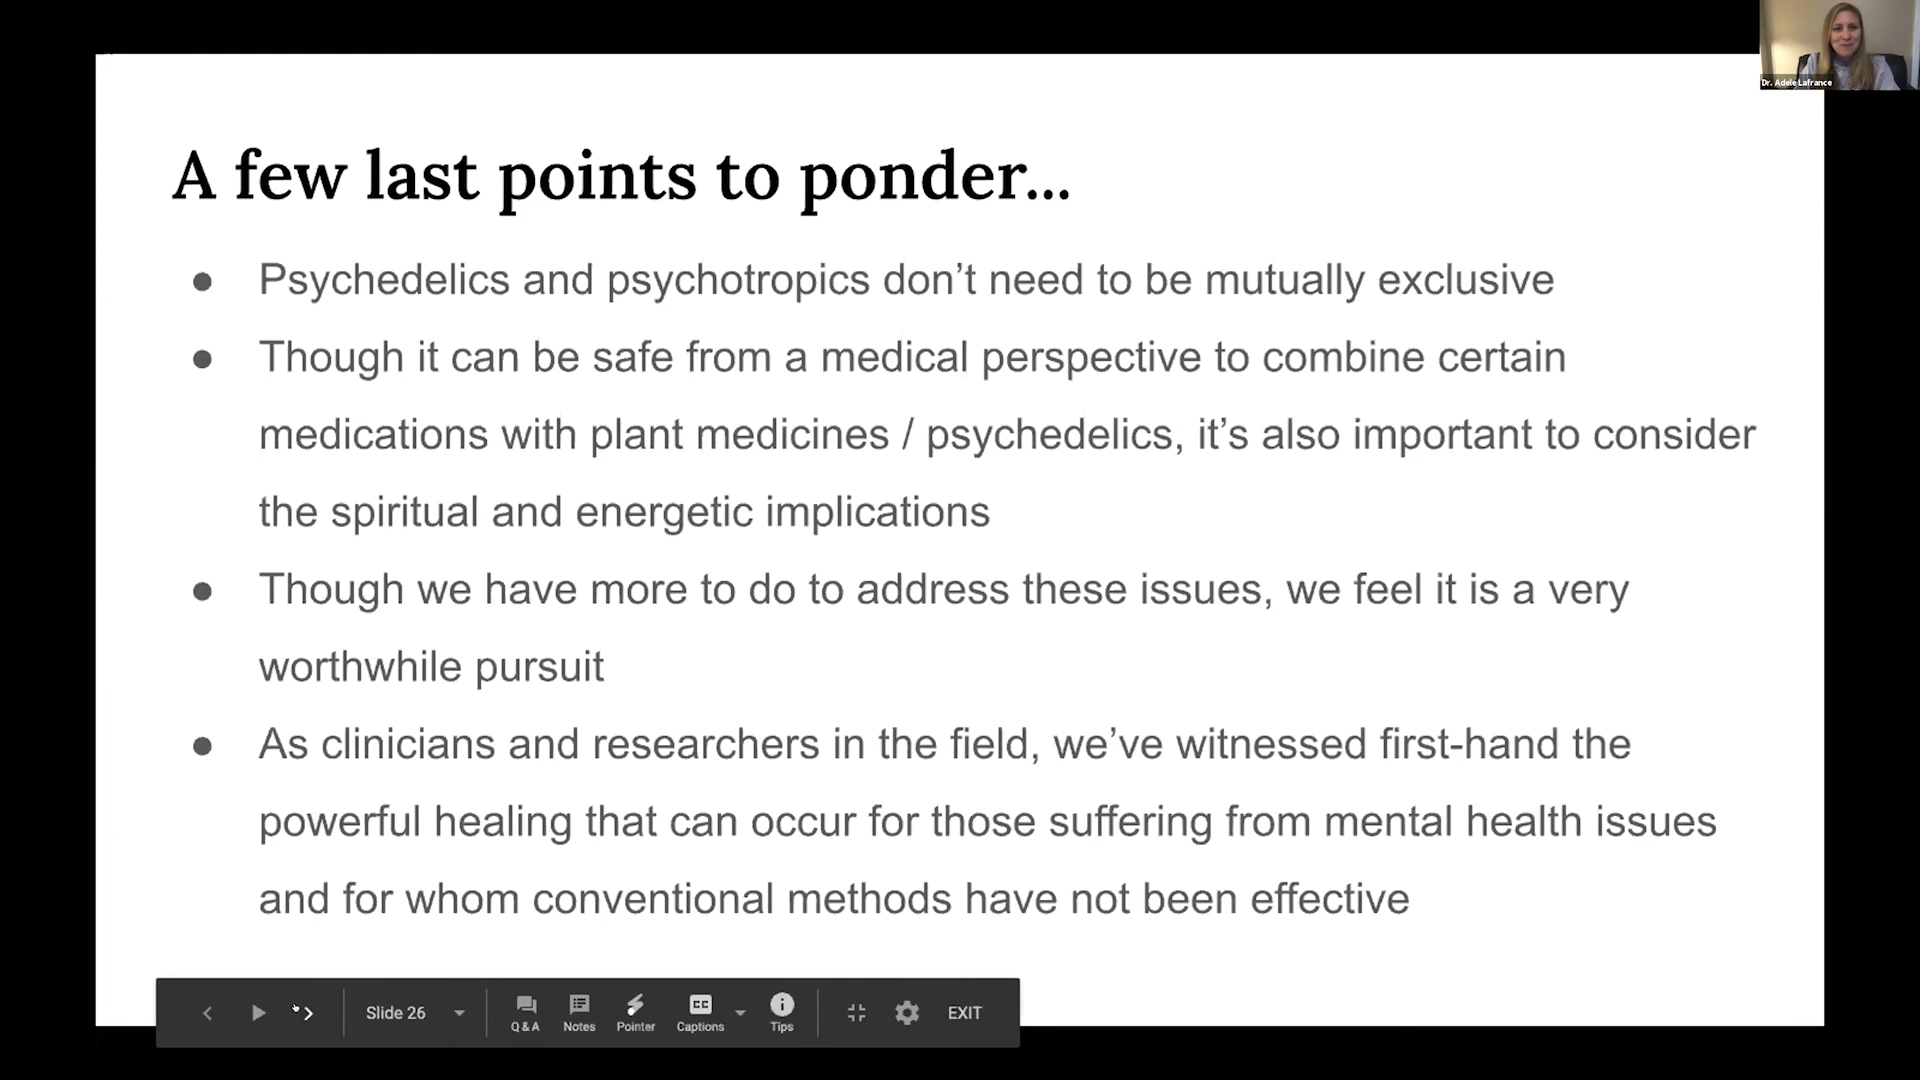 Dr. Adele Lafrance
A few last points to ponder...
● Psychedelics and psychotropics don’t need to be mutually exclusive
● Though it can be safe from a medical perspective to combine certain
medications with plant medicines / psychedelics, it’s also important to consider
the spiritual and energetic implications
● Though we have more to do to address these issues, we feel it is a very
worthwhile pursuit
● As clinicians and researchers in the field, we’ve witnessed first-hand the
powerful healing that can occur for those suffering from mental health issues
and for whom conventional methods have not been effective
Slide 26 Q & A Notes Pointer CC Captions Tips EXIT